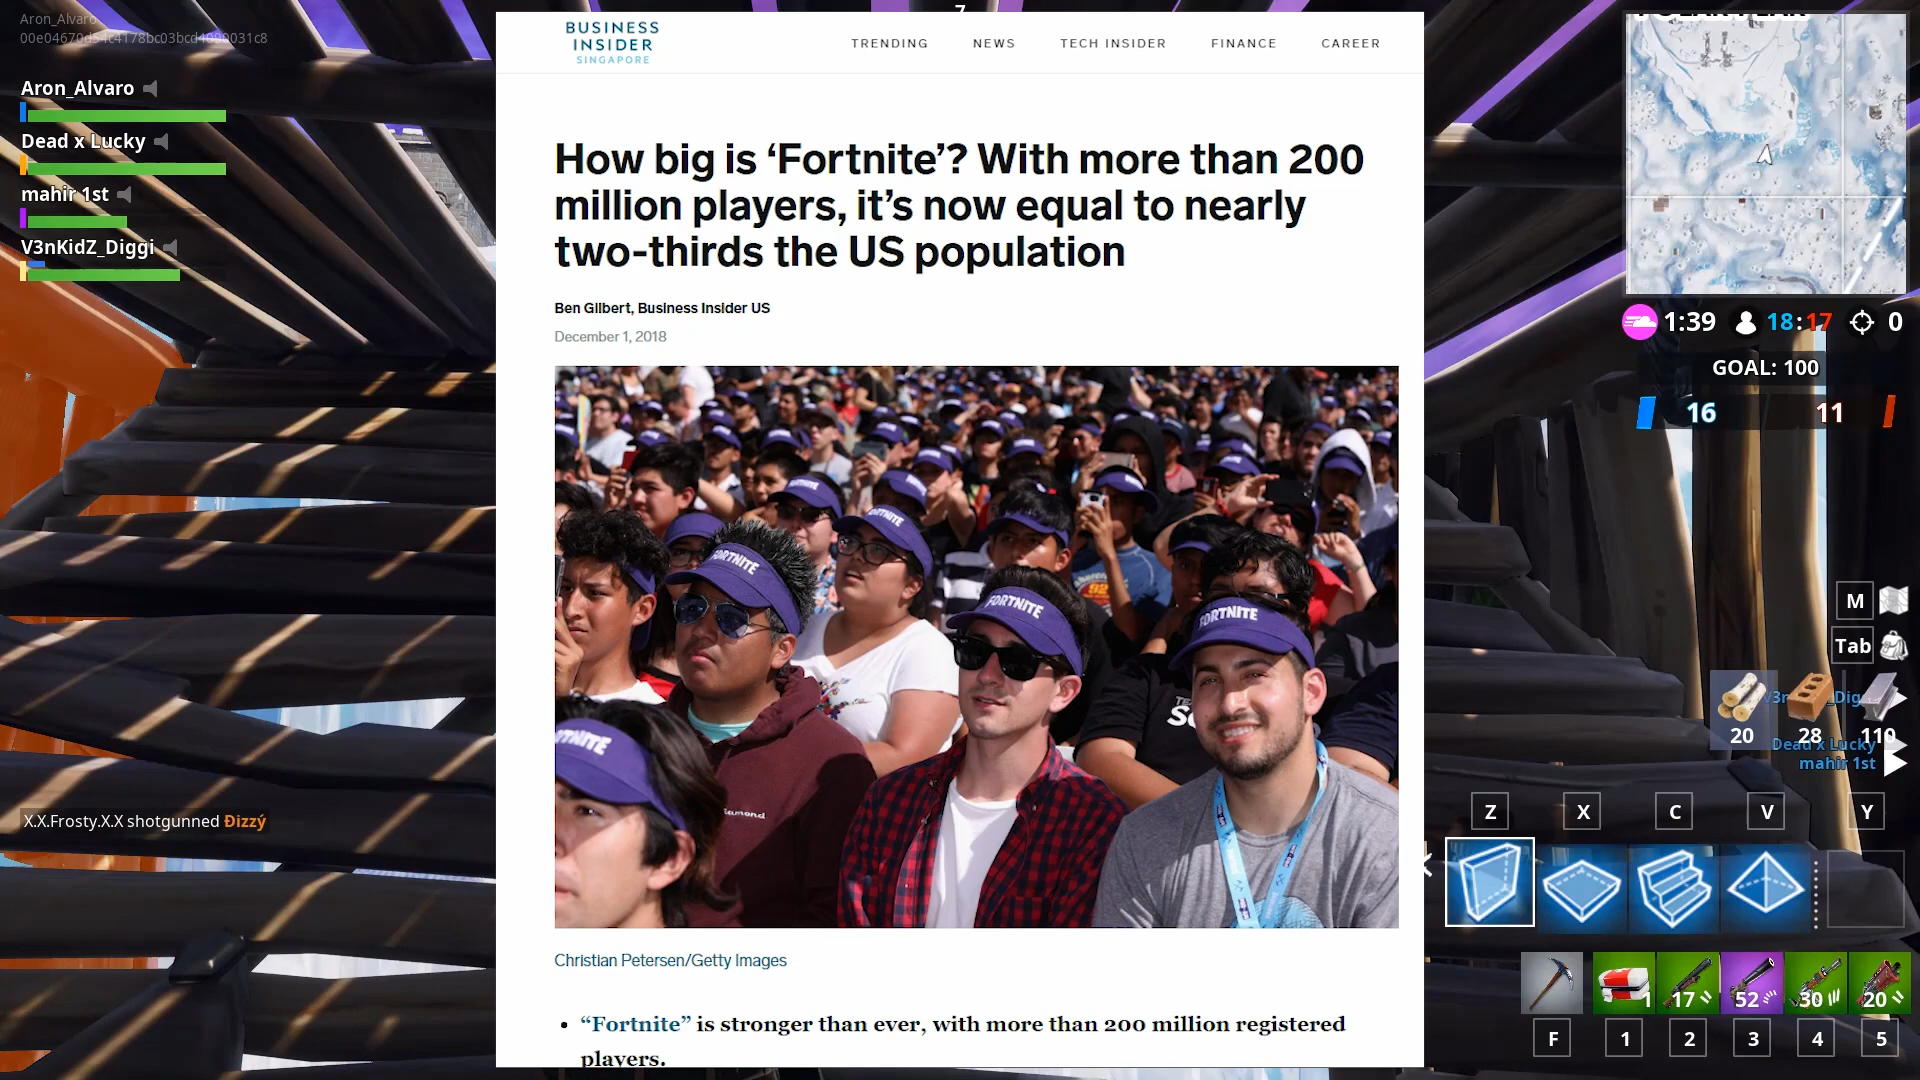 Aron_Alvaro
Aron_Alvaro
Dead x Lucky
mahir 1st
V3nKidZ_Diggi
X.X.Frosty.X.X shotgunned Đizzý
7
BUSINESS
INSIDER
SINGAPORE
TRENDING NEWS TECH INSIDER FINANCE CAREER
How big is ‘Fortnite’? With more than 200
million players, it’s now equal to nearly
two-thirds the US population
Ben Gilbert, Business Insider US
December 1, 2018
FORTNITE
FORTNITE
FORTNITE
FORTNITE
Christian Petersen/Getty Images
• “Fortnite” is stronger than ever, with more than 200 million registered
players.
1:39 18:17 0
GOAL: 100
16 11
M
Tab
20 28 110
Dead x Lucky
mahir 1st
Z X C V Y
1 17 52 30 20
F 1 2 3 4 5